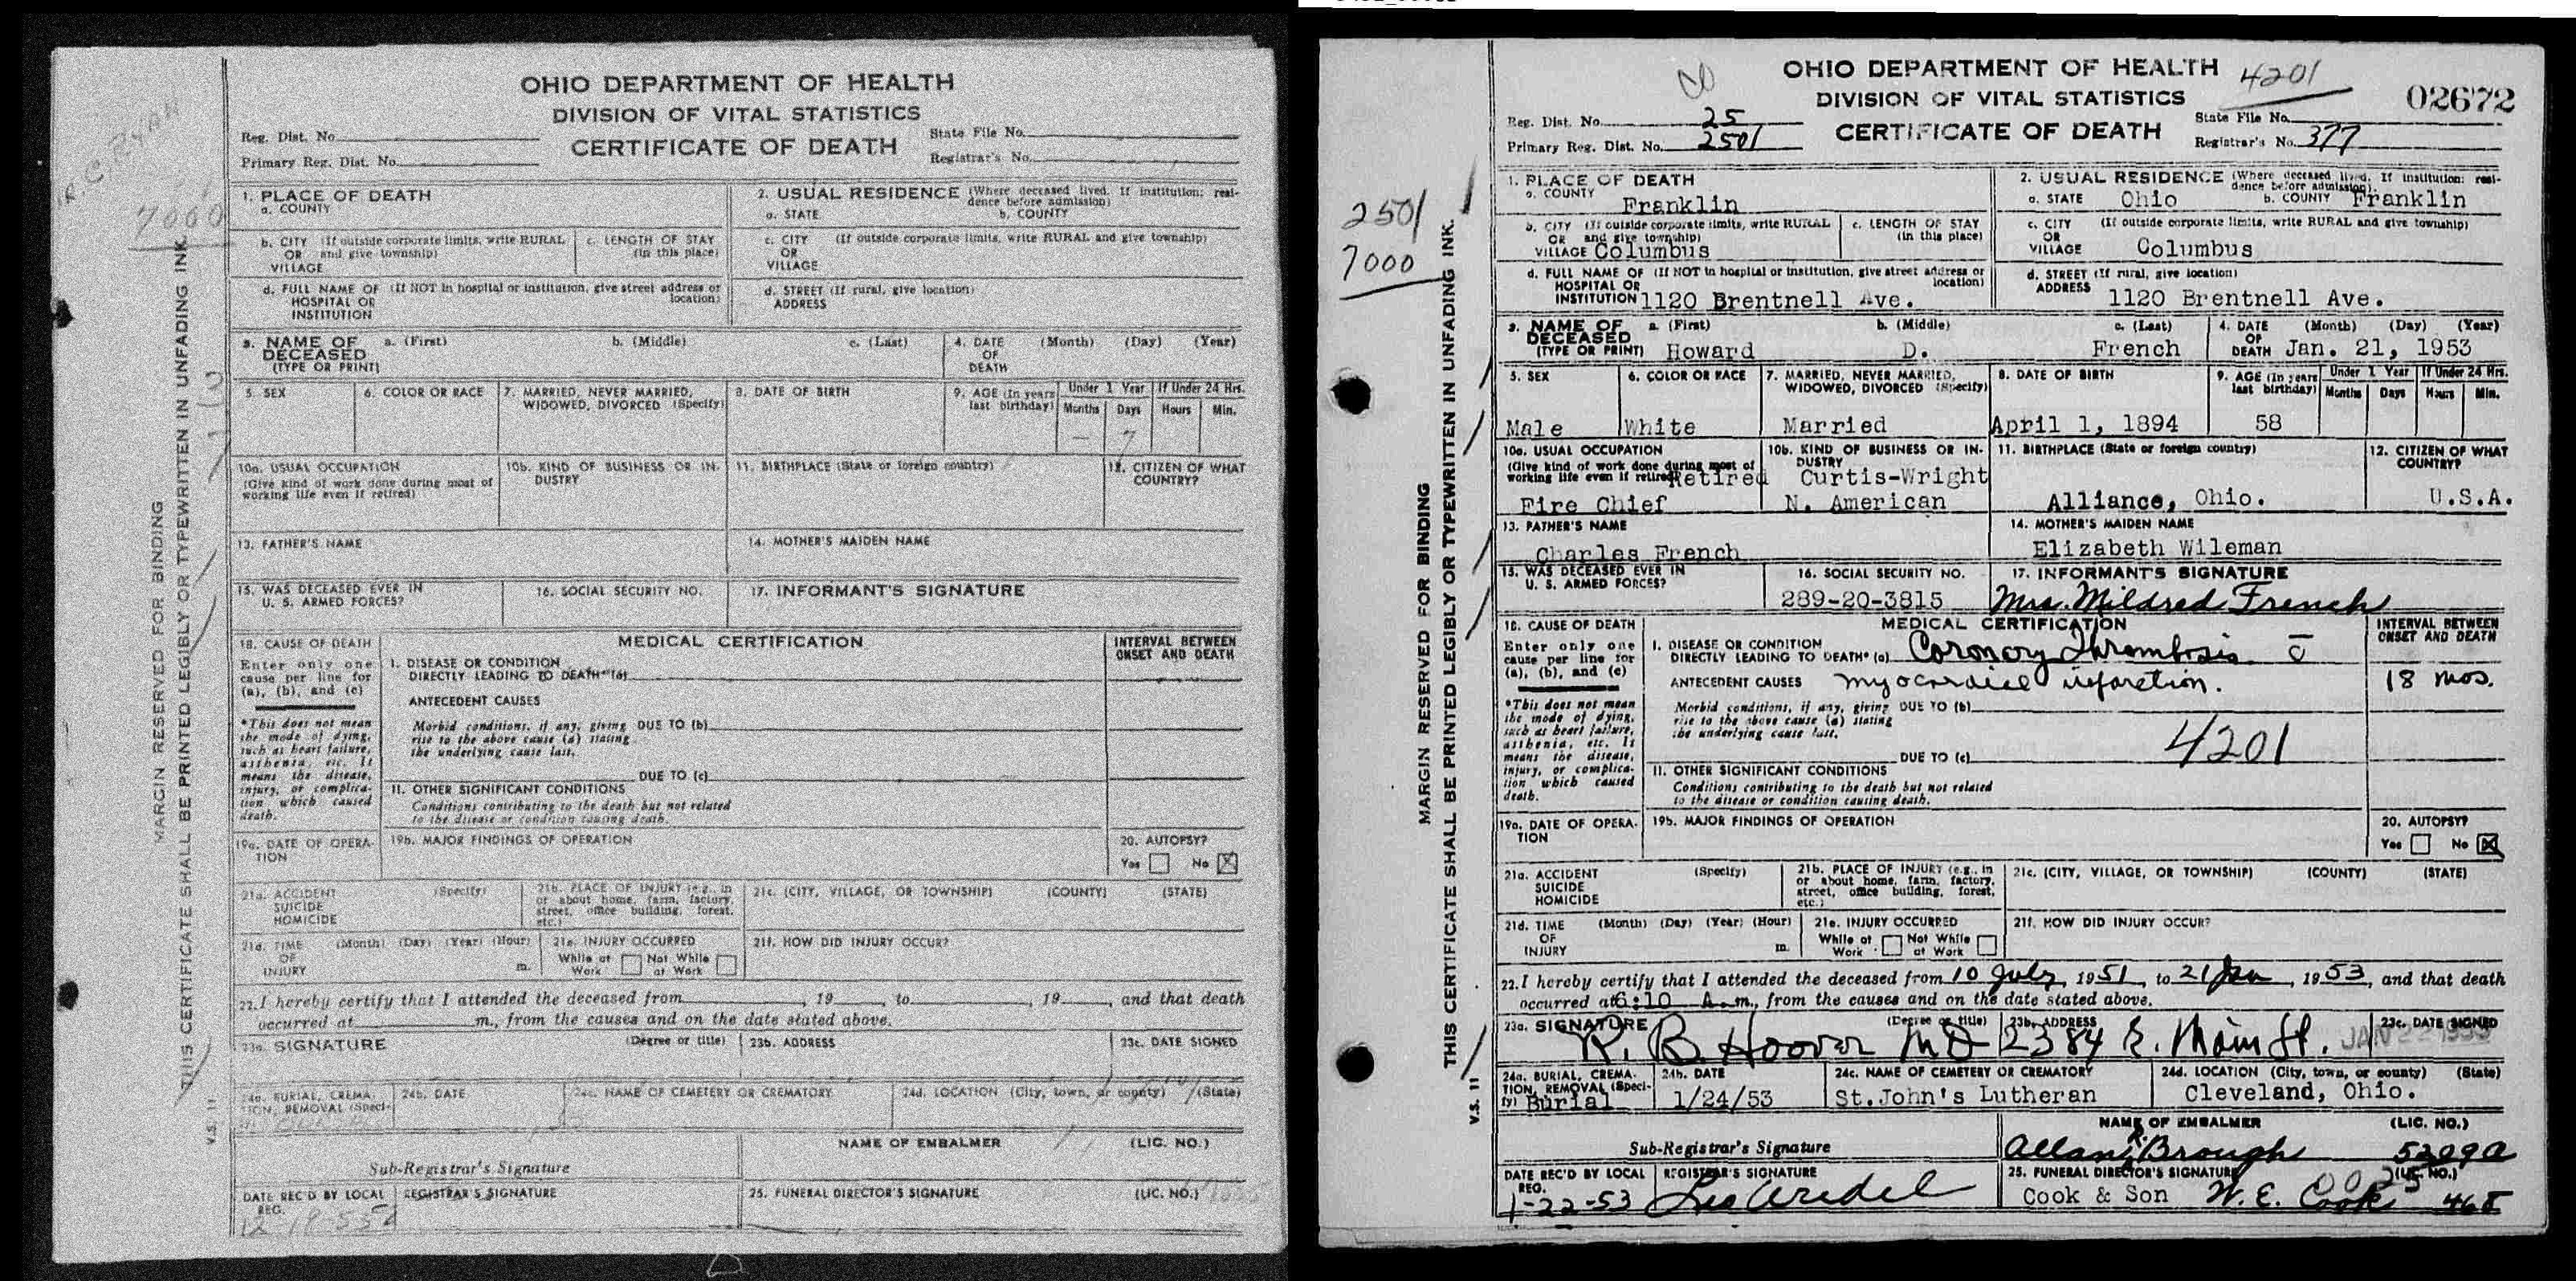 R. C. RYAN
7000
MARGIN RESERVED FOR BINDING
THIS CERTIFICATE SHALL BE PRINTED LEGIBLY OR TYPEWRITTEN IN UNFADING INK.
V.S. 11
OHIO DEPARTMENT OF HEALTH
DIVISION OF VITAL STATISTICS
CERTIFICATE OF DEATH
Reg. Dist. No.
Primary Reg. Dist. No.
State File No.
Registrar's No.
1. PLACE OF DEATH
a. COUNTY
2. USUAL RESIDENCE (Where deceased lived. If institution: resi-
dence before admission)
a. STATE b. COUNTY
b. CITY (If outside corporate limits, write RURAL
OR and give township)
VILLAGE
c. LENGTH OF STAY
(in this place)
c. CITY (If outside corporate limits, write RURAL and give township)
OR
VILLAGE
d. FULL NAME OF (If NOT in hospital or institution, give street address or
HOSPITAL OR location)
INSTITUTION
d. STREET (If rural, give location)
ADDRESS
3. NAME OF a. (First) b. (Middle) c. (Last)
DECEASED
(TYPE OR PRINT)
4. DATE (Month) (Day) (Year)
OF
DEATH
5. SEX
6. COLOR OR RACE
7. MARRIED, NEVER MARRIED,
WIDOWED, DIVORCED (Specify)
8. DATE OF BIRTH
9. AGE (In years
last birthday)
Under 1 Year If Under 24 Hrs.
Months Days Hours Min.
— 7
10a. USUAL OCCUPATION
(Give kind of work done during most of
working life even if retired)
10b. KIND OF BUSINESS OR IN-
DUSTRY
11. BIRTHPLACE (State or foreign country)
12. CITIZEN OF WHAT
COUNTRY?
13. FATHER'S NAME
14. MOTHER'S MAIDEN NAME
15. WAS DECEASED EVER IN
U. S. ARMED FORCES?
16. SOCIAL SECURITY NO.
17. INFORMANT'S SIGNATURE
18. CAUSE OF DEATH
Enter only one
cause per line for
(a), (b), and (c)
*This does not mean
the mode of dying,
such as heart failure,
asthenia, etc. It
means the disease,
injury, or complica-
tion which caused
death.
MEDICAL CERTIFICATION
INTERVAL BETWEEN
ONSET AND DEATH
I. DISEASE OR CONDITION
DIRECTLY LEADING TO DEATH* (a)
ANTECEDENT CAUSES
Morbid conditions, if any, giving DUE TO (b)
rise to the above cause (a) stating
the underlying cause last.
DUE TO (c)
II. OTHER SIGNIFICANT CONDITIONS
Conditions contributing to the death but not related
to the disease or condition causing death.
19a. DATE OF OPERA-
TION
19b. MAJOR FINDINGS OF OPERATION
20. AUTOPSY?
Yes No X
21a. ACCIDENT (Specify)
SUICIDE
HOMICIDE
21b. PLACE OF INJURY (e.g., in
or about home, farm, factory,
street, office building, forest,
etc.)
21c. (CITY, VILLAGE, OR TOWNSHIP) (COUNTY) (STATE)
21d. TIME (Month) (Day) (Year) (Hour)
OF
INJURY m.
21e. INJURY OCCURRED
While at Not While
Work at Work
21f. HOW DID INJURY OCCUR?
22. I hereby certify that I attended the deceased from , 19 , to , 19 , and that death
occurred at m., from the causes and on the date stated above.
23a. SIGNATURE (Degree or title)
23b. ADDRESS
23c. DATE SIGNED
24a. BURIAL, CREMA-
TION, REMOVAL (Speci-
24b. DATE
24c. NAME OF CEMETERY OR CREMATORY
24d. LOCATION (City, town, or county) (State)
Sub-Registrar's Signature
NAME OF EMBALMER (LIC. NO.)
DATE REC'D BY LOCAL
REG.
REGISTRAR'S SIGNATURE
25. FUNERAL DIRECTOR'S SIGNATURE (LIC. NO.)
2501
7000
MARGIN RESERVED FOR BINDING
THIS CERTIFICATE SHALL BE PRINTED LEGIBLY OR TYPEWRITTEN IN UNFADING INK.
V.S. 11
OHIO DEPARTMENT OF HEALTH
4201
02672
DIVISION OF VITAL STATISTICS
CERTIFICATE OF DEATH
Reg. Dist. No. 25
Primary Reg. Dist. No. 2501
State File No.
Registrar's No. 377
1. PLACE OF DEATH
a. COUNTY
Franklin
2. USUAL RESIDENCE (Where deceased lived. If institution: resi-
dence before admission).
a. STATE Ohio b. COUNTY Franklin
b. CITY (If outside corporate limits, write RURAL
OR and give township)
VILLAGE Columbus
c. LENGTH OF STAY
(in this place)
c. CITY (If outside corporate limits, write RURAL and give township)
OR
VILLAGE Columbus
d. FULL NAME OF (If NOT in hospital or institution, give street address or
HOSPITAL OR location)
INSTITUTION 1120 Brentnell Ave.
d. STREET (If rural, give location)
ADDRESS 1120 Brentnell Ave.
3. NAME OF a. (First) b. (Middle) c. (Last)
DECEASED
(TYPE OR PRINT) Howard D. French
4. DATE (Month) (Day) (Year)
OF
DEATH Jan. 21, 1953
5. SEX
Male
6. COLOR OR RACE
White
7. MARRIED, NEVER MARRIED,
WIDOWED, DIVORCED (Specify)
Married
8. DATE OF BIRTH
April 1, 1894
9. AGE (In years
last birthday)
58
Under 1 Year If Under 24 Hrs.
Months Days Hours Min.
10a. USUAL OCCUPATION
(Give kind of work done during most of
working life even if retired) Retired
Fire Chief
10b. KIND OF BUSINESS OR IN-
DUSTRY
Curtis-Wright
N. American
11. BIRTHPLACE (State or foreign country)
Alliance, Ohio.
12. CITIZEN OF WHAT
COUNTRY?
U.S.A.
13. FATHER'S NAME
Charles French
14. MOTHER'S MAIDEN NAME
Elizabeth Wileman
15. WAS DECEASED EVER IN
U. S. ARMED FORCES?
16. SOCIAL SECURITY NO.
289-20-3815
17. INFORMANT'S SIGNATURE
Mrs. Mildred French
18. CAUSE OF DEATH
Enter only one
cause per line for
(a), (b), and (c)
*This does not mean
the mode of dying,
such as heart failure,
asthenia, etc. It
means the disease,
injury, or complica-
tion which caused
death.
MEDICAL CERTIFICATION
INTERVAL BETWEEN
ONSET AND DEATH
I. DISEASE OR CONDITION
DIRECTLY LEADING TO DEATH* (a) Coronary Thrombosis c̄
ANTECEDENT CAUSES myocardial infarction.
18 mos.
Morbid conditions, if any, giving DUE TO (b)
rise to the above cause (a) stating
the underlying cause last.
4201
DUE TO (c)
II. OTHER SIGNIFICANT CONDITIONS
Conditions contributing to the death but not related
to the disease or condition causing death.
19a. DATE OF OPERA-
TION
19b. MAJOR FINDINGS OF OPERATION
20. AUTOPSY?
Yes No X
21a. ACCIDENT (Specify)
SUICIDE
HOMICIDE
21b. PLACE OF INJURY (e.g., in
or about home, farm, factory,
street, office building, forest,
etc.)
21c. (CITY, VILLAGE, OR TOWNSHIP) (COUNTY) (STATE)
21d. TIME (Month) (Day) (Year) (Hour)
OF
INJURY m.
21e. INJURY OCCURRED
While at Not While
Work at Work
21f. HOW DID INJURY OCCUR?
22. I hereby certify that I attended the deceased from 10 July, 1951, to 21 Jan, 1953, and that death
occurred at 6:10 A.m., from the causes and on the date stated above.
23a. SIGNATURE (Degree or title)
R. B. Hoover MD
23b. ADDRESS
2384 E. Main St.
23c. DATE SIGNED
24a. BURIAL, CREMA-
TION, REMOVAL (Speci-
fy) Burial
24b. DATE
1/24/53
24c. NAME OF CEMETERY OR CREMATORY
St.John's Lutheran
24d. LOCATION (City, town, or county) (State)
Cleveland, Ohio.
Sub-Registrar's Signature
NAME OF EMBALMER (LIC. NO.)
Allan R. Brough 5209A
DATE REC'D BY LOCAL
REG.
1-22-53
REGISTRAR'S SIGNATURE
25. FUNERAL DIRECTOR'S SIGNATURE (LIC. NO.)
Cook & Son W. E. Cook